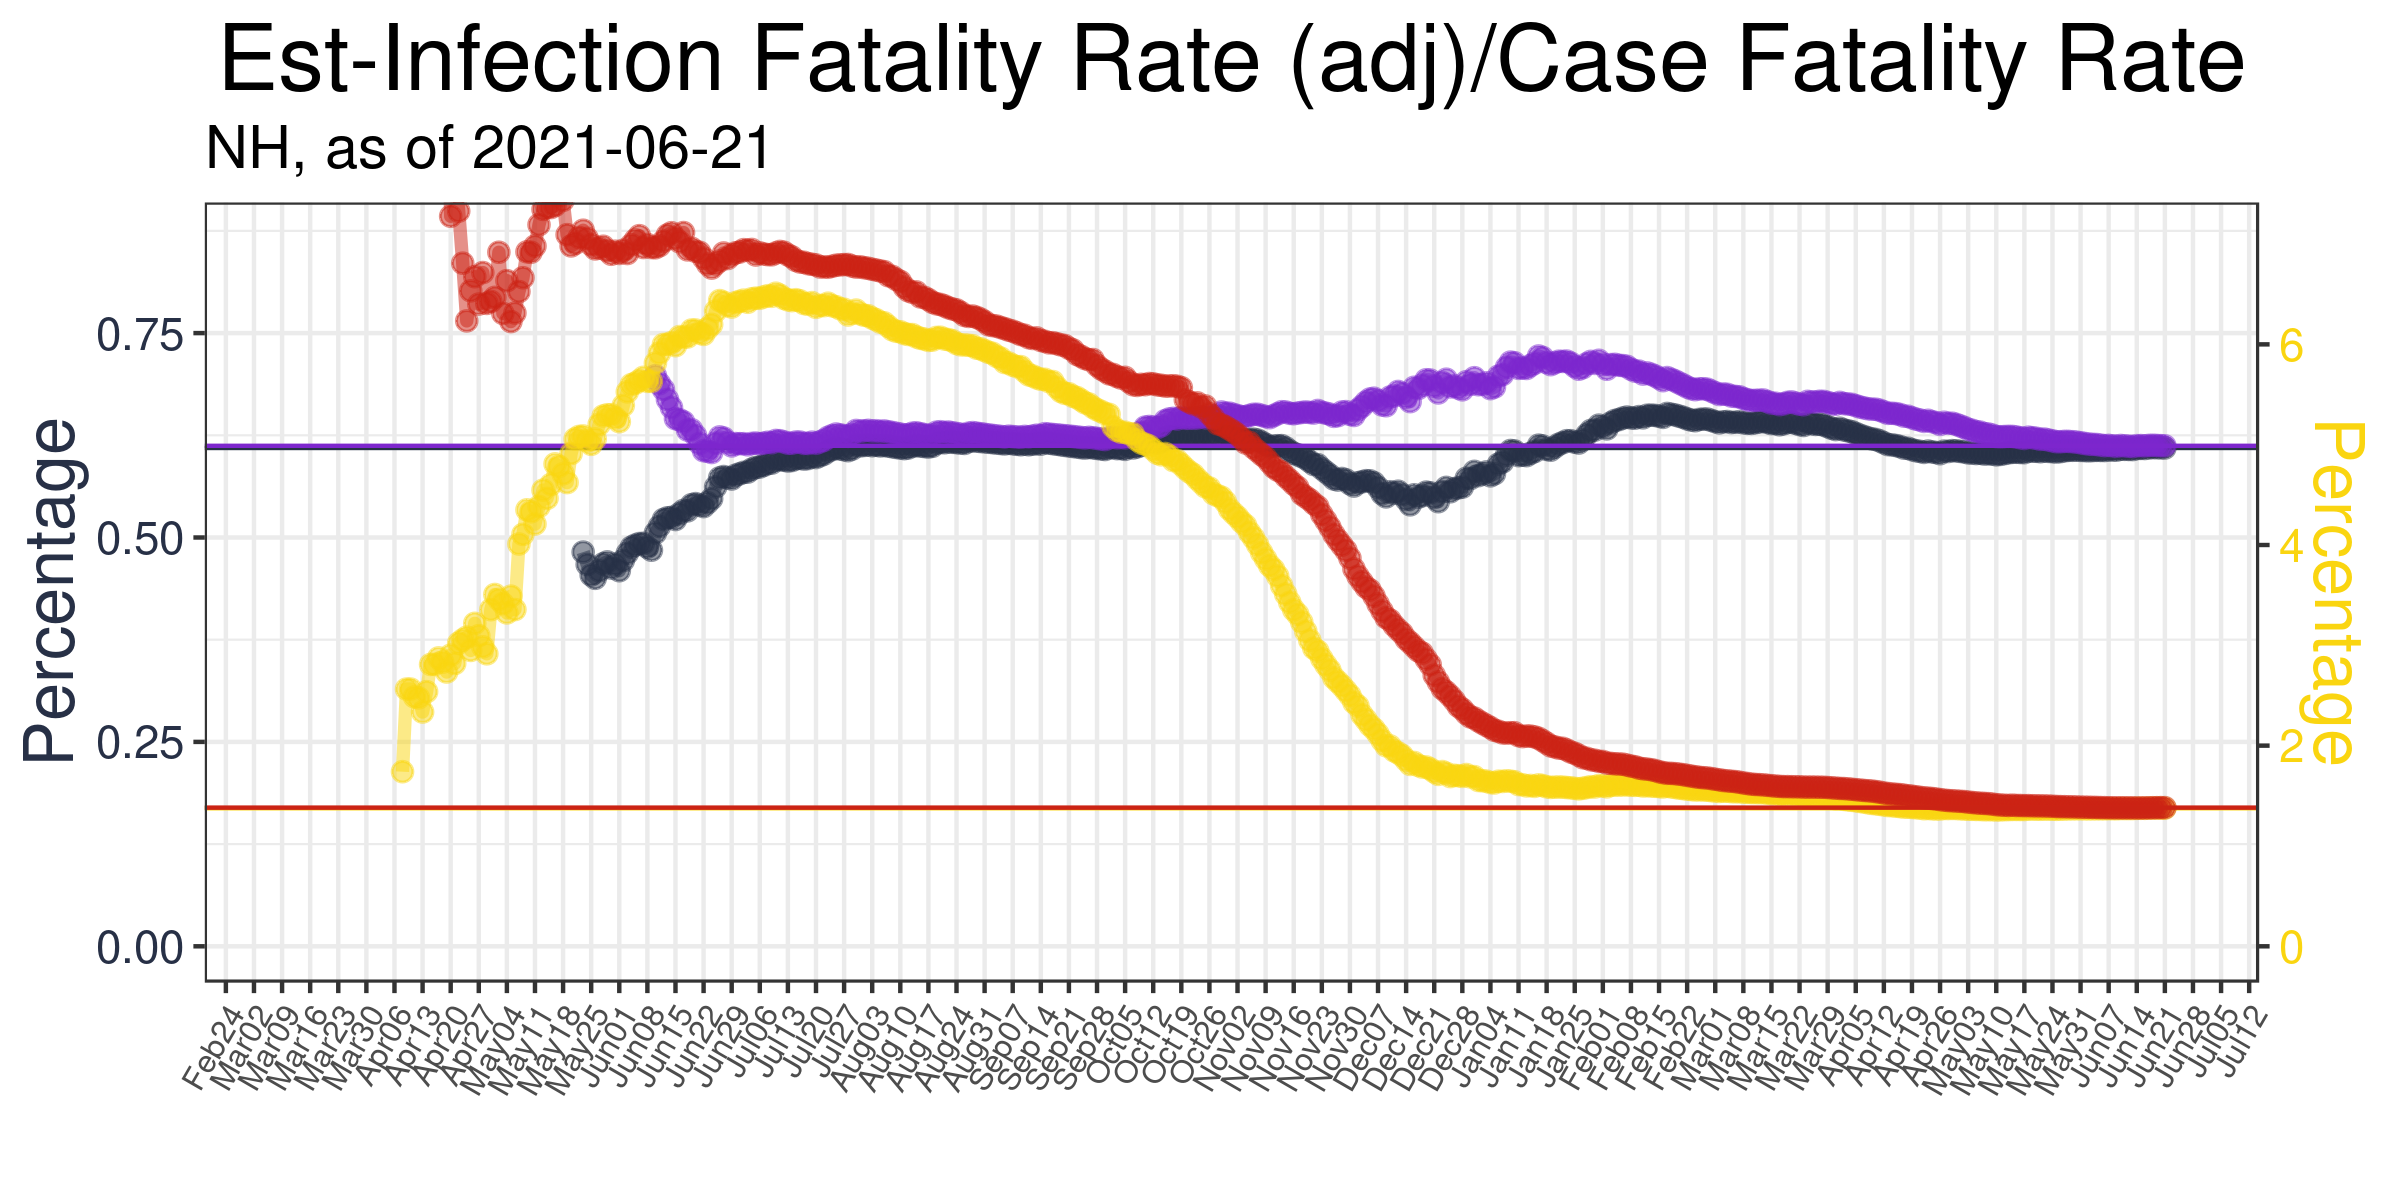 Est-Infection Fatality Rate (adj)/Case Fatality Rate
NH, as of 2021-06-21
Percentage
0.75
0.50
0.25
0.00
6
4
2
0
Percentage
Feb24
Mar02
Mar09
Mar16
Mar23
Mar30
Apr06
Apr13
Apr20
Apr27
May04
May11
May18
May25
Jun01
Jun08
Jun15
Jun22
Jun29
Jul06
Jul13
Jul20
Jul27
Aug03
Aug10
Aug17
Aug24
Aug31
Sep07
Sep14
Sep21
Sep28
Oct05
Oct12
Oct19
Oct26
Nov02
Nov09
Nov16
Nov23
Nov30
Dec07
Dec14
Dec21
Dec28
Jan04
Jan11
Jan18
Jan25
Feb01
Feb08
Feb15
Feb22
Mar01
Mar08
Mar15
Mar22
Mar29
Apr05
Apr12
Apr19
Apr26
May03
May10
May17
May24
May31
Jun07
Jun14
Jun21
Jun28
Jul05
Jul12